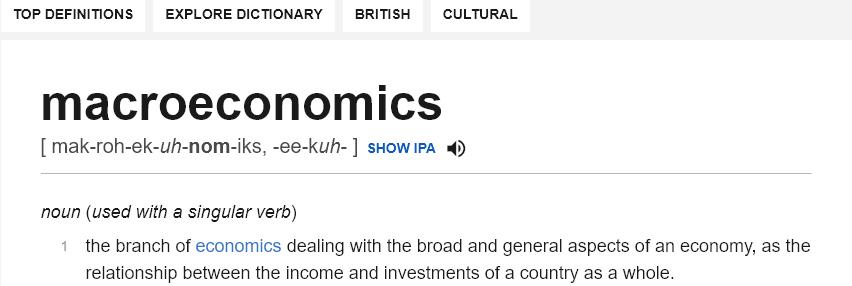 TOP DEFINITIONS EXPLORE DICTIONARY BRITISH CULTURAL
macroeconomics
[ mak-roh-ek-uh-nom-iks, -ee-kuh- ] SHOW IPA
noun (used with a singular verb)
1 the branch of economics dealing with the broad and general aspects of an economy, as the
relationship between the income and investments of a country as a whole.